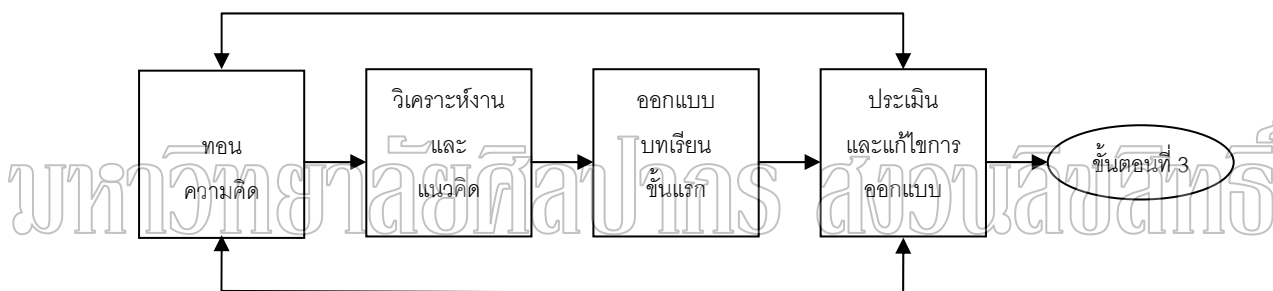 ทอน
ความคิด
วิเคราะห์งาน
และ
แนวคิด
ออกแบบ
บทเรียน
ขั้นแรก
ประเมิน
และแก้ไขการ
ออกแบบ
ขั้นตอนที่ 3
มหาวิทยาลัยศิลปากร สงวนลิขสิทธิ์